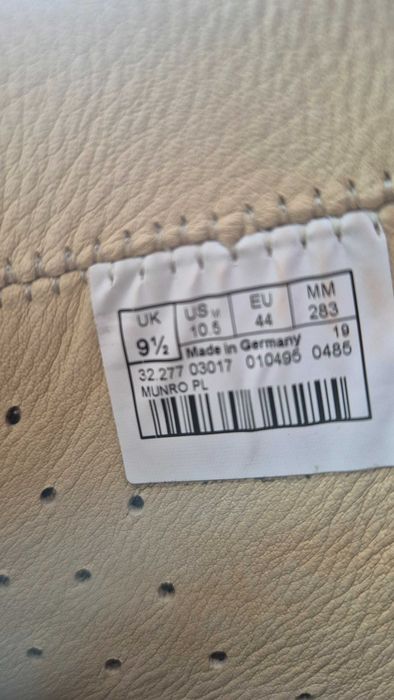 UK US M EU MM
9½ 10.5 44 283
Made in Germany 19
32.277 03017 010495 0485
MUNRO PL